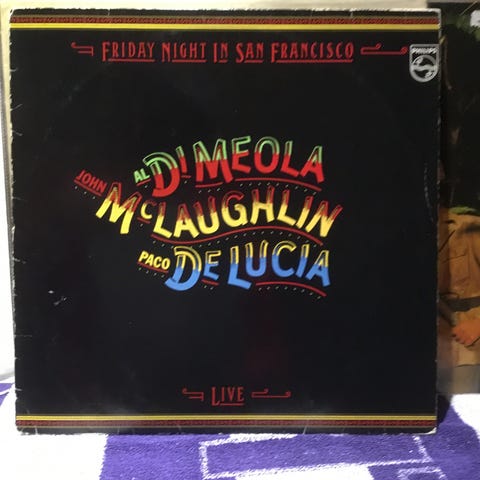 FRIDAY NIGHT IN SAN FRANCISCO
PHILIPS
AL DI MEOLA
JOHN MCLAUGHLIN
PACO DE LUCIA
LIVE